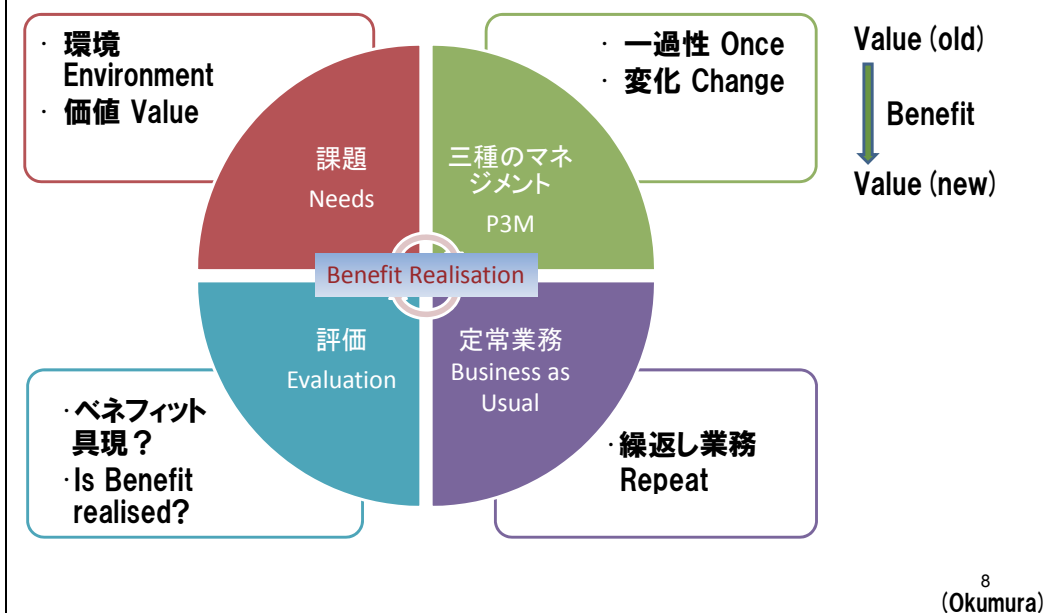 ・ 環境
Environment
・ 価値 Value
・ 一過性 Once
・ 変化 Change
Value (old)
Benefit
Value (new)
課題
Needs
三種のマネ
ジメント
P3M
Benefit Realisation
評価
Evaluation
定常業務
Business as
Usual
・ベネフィット
具現？
・Is Benefit
realised?
・繰返し業務
Repeat
8
(Okumura)